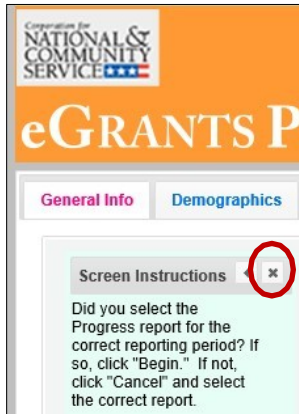 Corporation for
NATIONAL &
COMMUNITY
SERVICE
eGRANTS P
General Info Demographics
Screen Instructions
Did you select the
Progress report for the
correct reporting period? If
so, click "Begin." If not,
click "Cancel" and select
the correct report.